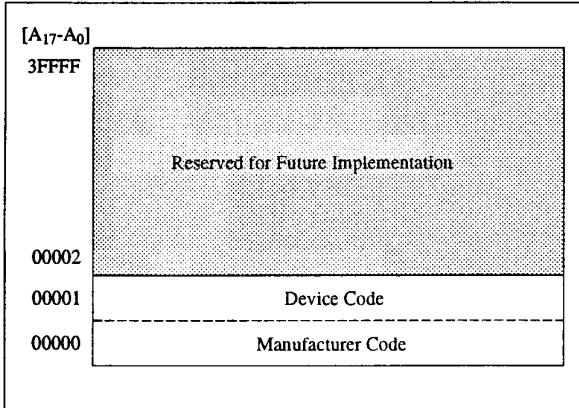 [A17-A0]
3FFFF
Reserved for Future Implementation
00002
00001
Device Code
00000
Manufacturer Code